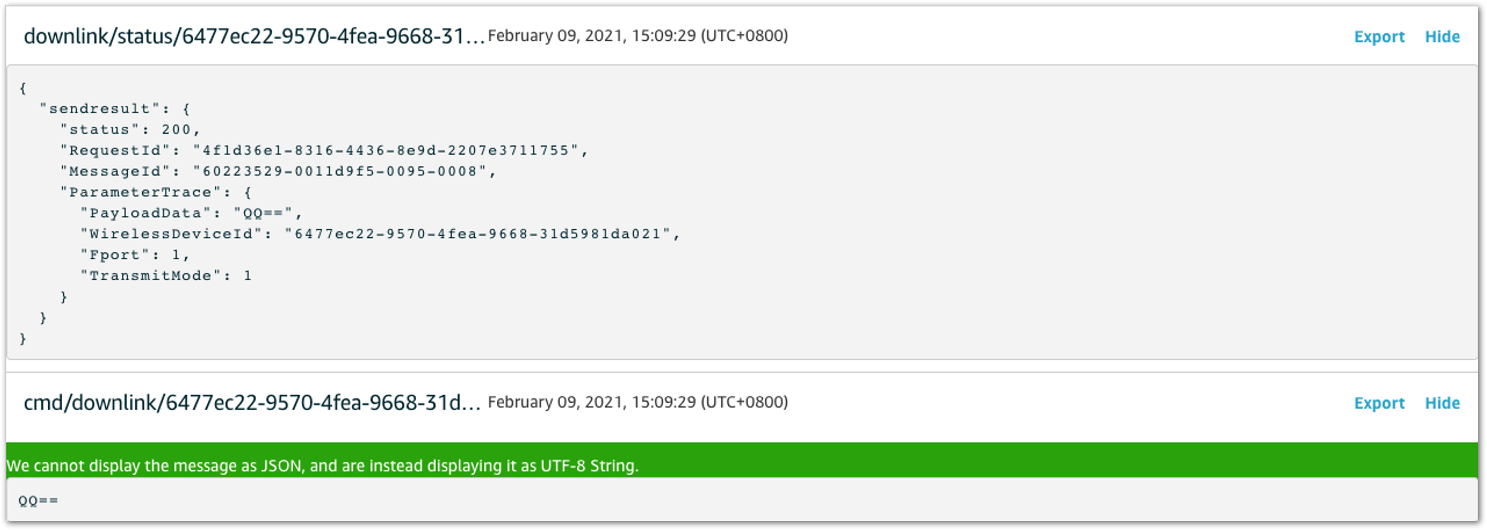 downlink/status/6477ec22-9570-4fea-9668-31... February 09, 2021, 15:09:29 (UTC+0800) Export Hide
{
"sendresult": {
"status": 200,
"RequestId": "4f1d36e1-8316-4436-8e9d-2207e3711755",
"MessageId": "60223529-0011d9f5-0095-0008",
"ParameterTrace": {
"PayloadData": "QQ==",
"WirelessDeviceId": "6477ec22-9570-4fea-9668-31d5981da021",
"Fport": 1,
"TransmitMode": 1
}
}
}
cmd/downlink/6477ec22-9570-4fea-9668-31d... February 09, 2021, 15:09:29 (UTC+0800) Export Hide
We cannot display the message as JSON, and are instead displaying it as UTF-8 String.
QQ==